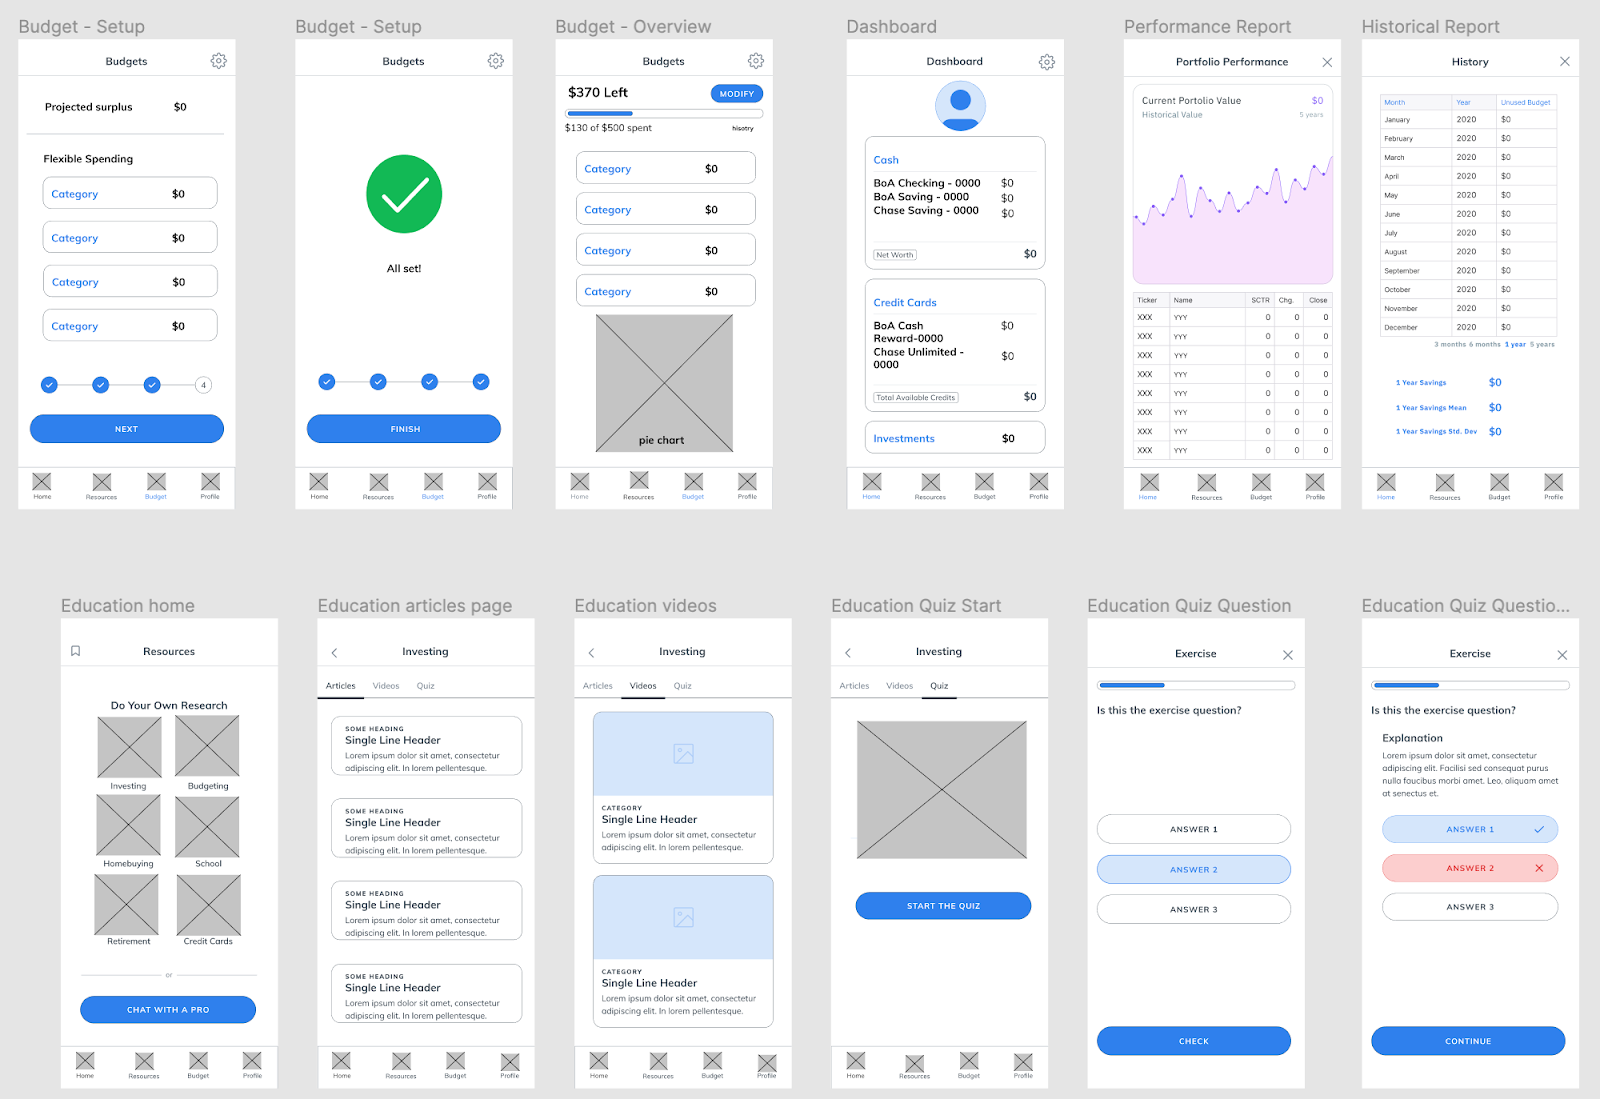 Budget - Setup
Budgets
Projected surplus $0
Flexible Spending
Category $0
Category $0
Category $0
Category $0
4
NEXT
Home Resources Budget Profile
Budget - Setup
Budgets
All set!
FINISH
Home Resources Budget Profile
Budget - Overview
Budgets
$370 Left MODIFY
$130 of $500 spent hisotry
Category $0
Category $0
Category $0
Category $0
pie chart
Home Resources Budget Profile
Dashboard
Dashboard
Cash
BoA Checking - 0000 $0
BoA Saving - 0000 $0
Chase Saving - 0000 $0
Net Worth $0
Credit Cards
BoA Cash $0
Reward-0000
Chase Unlimited - $0
0000
Total Available Credits $0
Investments $0
Home Resources Budget Profile
Performance Report
Portfolio Performance
Current Portolio Value $0
Historical Value 5 years
Ticker Name SCTR Chg. Close
XXX YYY 0 0 0
XXX YYY 0 0 0
XXX YYY 0 0 0
XXX YYY 0 0 0
XXX YYY 0 0 0
XXX YYY 0 0 0
XXX YYY 0 0 0
XXX YYY 0 0 0
Home Resources Budget Profile
Historical Report
History
Month Year Unused Budget
January 2020 $0
February 2020 $0
March 2020 $0
April 2020 $0
May 2020 $0
June 2020 $0
July 2020 $0
August 2020 $0
September 2020 $0
October 2020 $0
November 2020 $0
December 2020 $0
3 months 6 months 1 year 5 years
1 Year Savings $0
1 Year Savings Mean $0
1 Year Savings Std. Dev $0
Home Resources Budget Profile
Education home
Resources
Do Your Own Research
Investing Budgeting
Homebuying School
Retirement Credit Cards
or
CHAT WITH A PRO
Home Resources Budget Profile
Education articles page
Investing
Articles Videos Quiz
SOME HEADING
Single Line Header
Lorem ipsum dolor sit amet, consectetur
adipiscing elit. In lorem pellentesque.
SOME HEADING
Single Line Header
Lorem ipsum dolor sit amet, consectetur
adipiscing elit. In lorem pellentesque.
SOME HEADING
Single Line Header
Lorem ipsum dolor sit amet, consectetur
adipiscing elit. In lorem pellentesque.
SOME HEADING
Single Line Header
Lorem ipsum dolor sit amet, consectetur
adipiscing elit. In lorem pellentesque.
Home Resources Budget Profile
Education videos
Investing
Articles Videos Quiz
CATEGORY
Single Line Header
Lorem ipsum dolor sit amet, consectetur
adipiscing elit. In lorem pellentesque.
CATEGORY
Single Line Header
Lorem ipsum dolor sit amet, consectetur
adipiscing elit. In lorem pellentesque.
Home Resources Budget Profile
Education Quiz Start
Investing
Articles Videos Quiz
START THE QUIZ
Home Resources Budget Profile
Education Quiz Question
Exercise
Is this the exercise question?
ANSWER 1
ANSWER 2
ANSWER 3
CHECK
Education Quiz Questio...
Exercise
Is this the exercise question?
Explanation
Lorem ipsum dolor sit amet, consectetur
adipiscing elit. Facilisi sed consequat purus
nulla faucibus morbi amet. Leo, aliquam amet
at senectus et.
ANSWER 1
ANSWER 2
ANSWER 3
CONTINUE